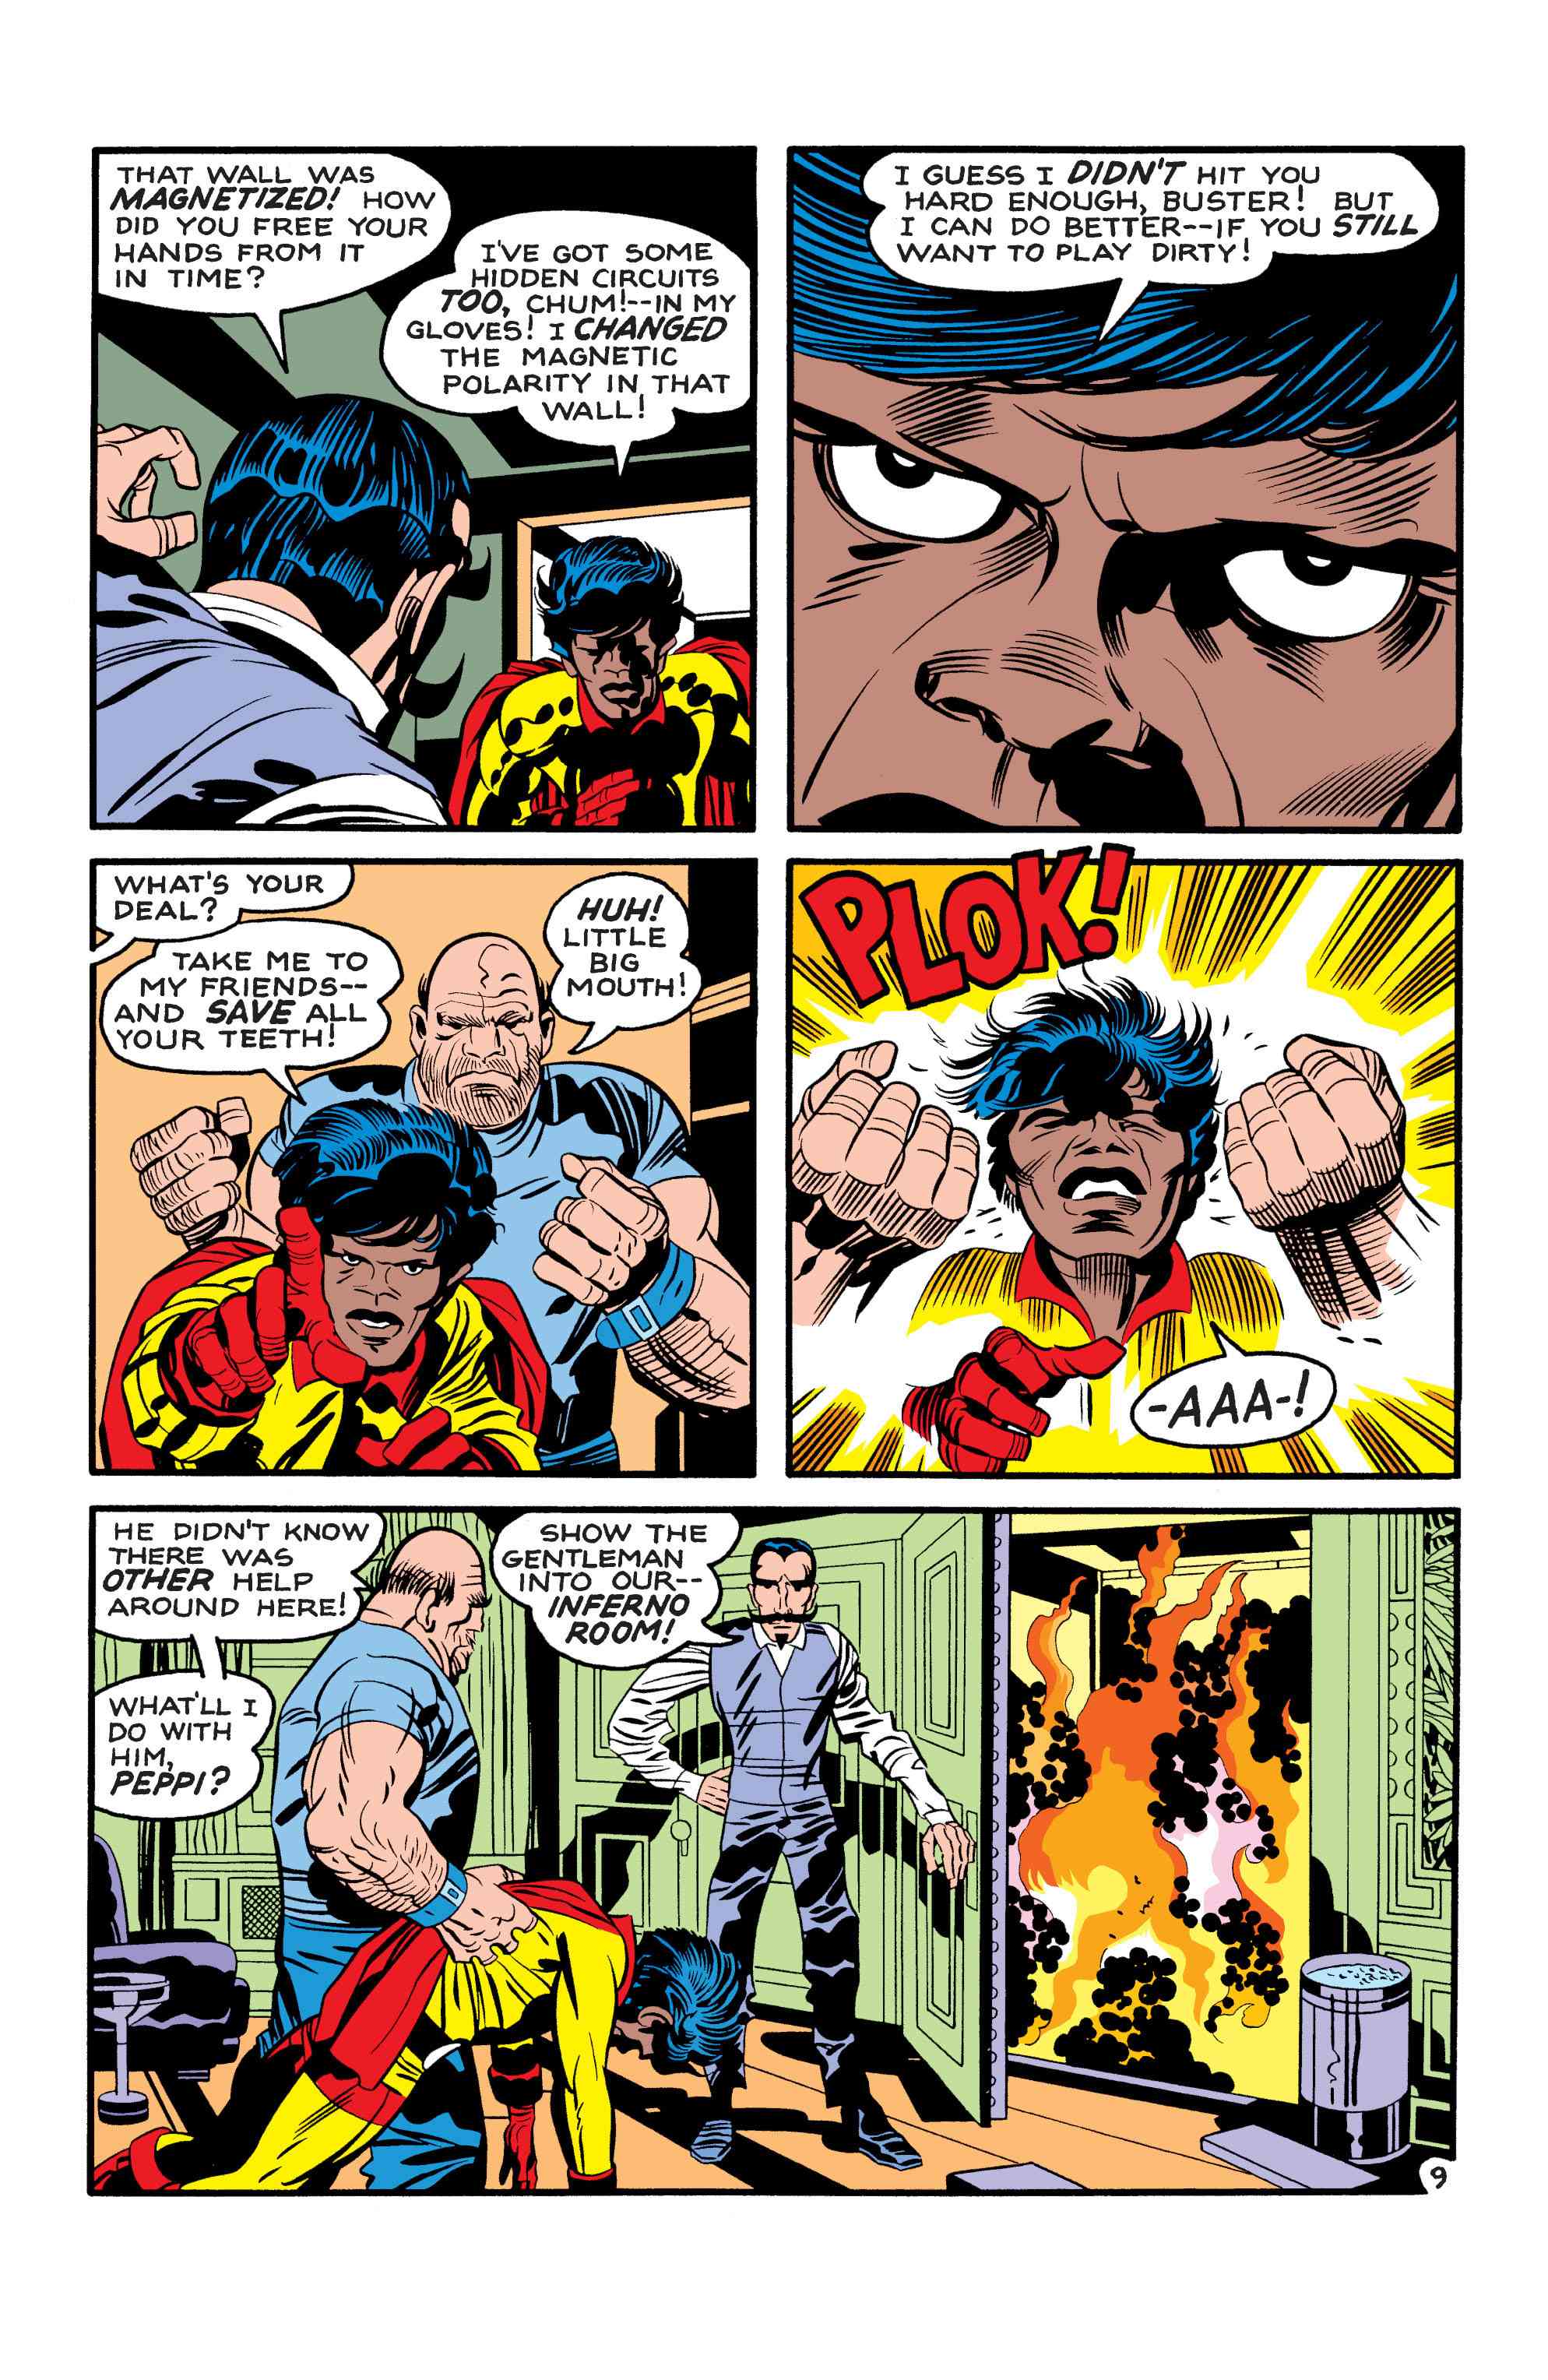 THAT WALL WAS
MAGNETIZED! HOW
DID YOU FREE YOUR
HANDS FROM IT
IN TIME?
I'VE GOT SOME
HIDDEN CIRCUITS
TOO, CHUM!--IN MY
GLOVES! I CHANGED
THE MAGNETIC
POLARITY IN THAT
WALL!
I GUESS I DIDN'T HIT YOU
HARD ENOUGH, BUSTER! BUT
I CAN DO BETTER--IF YOU STILL
WANT TO PLAY DIRTY!
WHAT'S YOUR
DEAL?
TAKE ME TO
MY FRIENDS--
AND SAVE ALL
YOUR TEETH!
HUH!
LITTLE
BIG
MOUTH!
PLOK!
-AAA-!
HE DIDN'T KNOW
THERE WAS
OTHER HELP
AROUND HERE!
WHAT'LL I
DO WITH
HIM,
PEPPI?
SHOW THE
GENTLEMAN
INTO OUR--
INFERNO
ROOM!
9